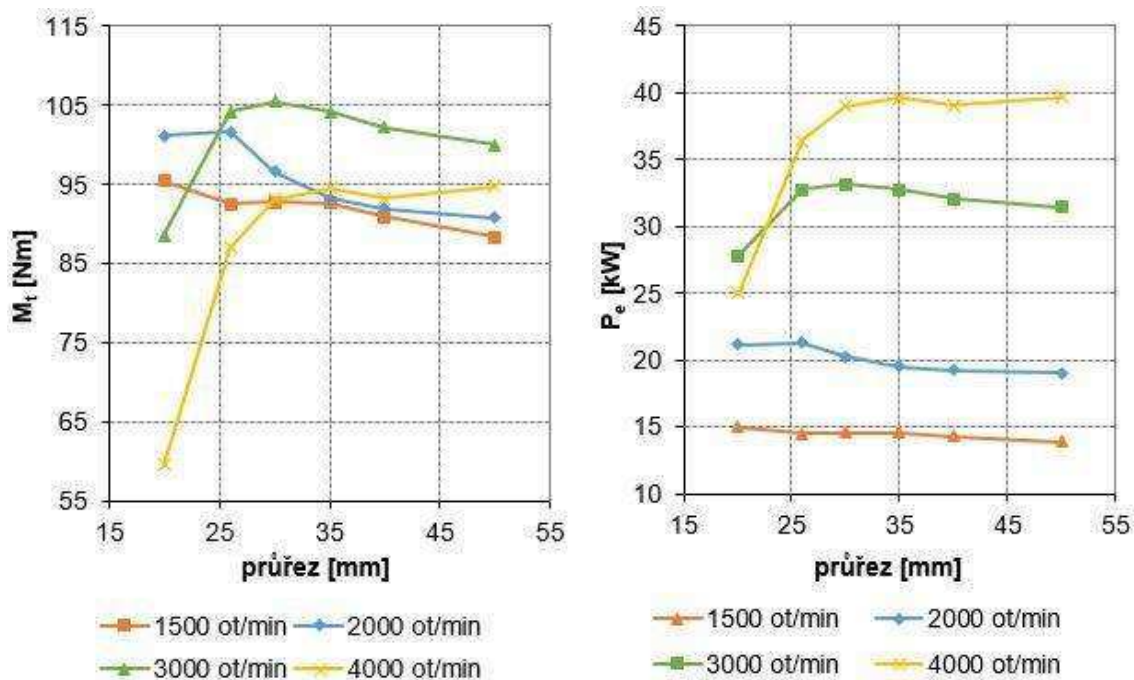 115
105
95
85
75
65
55
M_t [Nm]
15 25 35 45 55
průřez [mm]
1500 ot/min 2000 ot/min
3000 ot/min 4000 ot/min
45
40
35
30
25
20
15
10
P_e [kW]
15 25 35 45 55
průřez [mm]
1500 ot/min 2000 ot/min
3000 ot/min 4000 ot/min